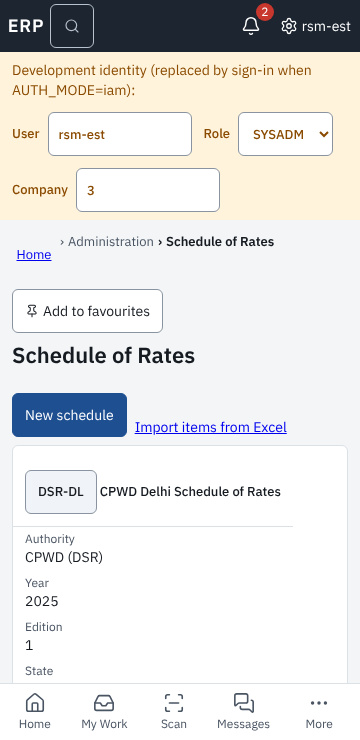 ERP
2
rsm-est
Development identity (replaced by sign-in when
AUTH_MODE=iam):
User rsm-est Role SYSADM
Company 3
Home › Administration › Schedule of Rates
Add to favourites
Schedule of Rates
New schedule Import items from Excel
DSR-DL CPWD Delhi Schedule of Rates
Authority
CPWD (DSR)
Year
2025
Edition
1
State
Home My Work Scan Messages More